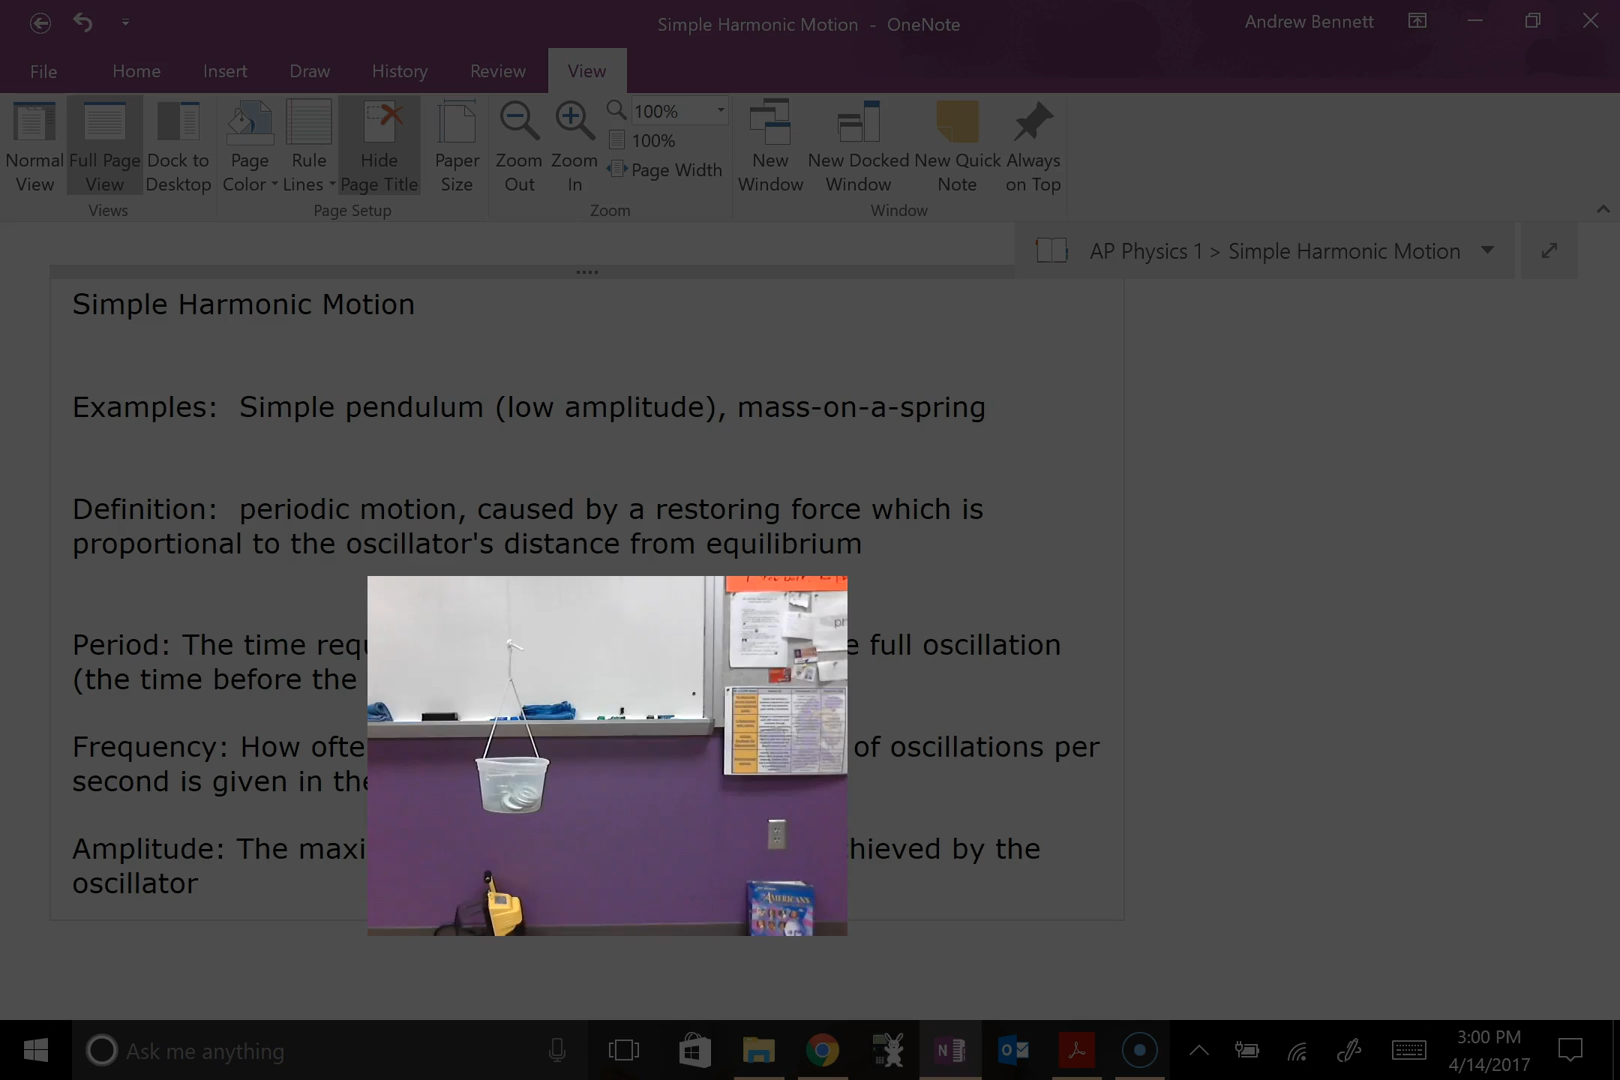 Simple Harmonic Motion - OneNote
Andrew Bennett
File Home Insert Draw History Review View
Normal View
Full Page View
Dock to Desktop
Views
Page Color
Rule Lines
Hide Page Title
Page Setup
Paper Size
Zoom Out
Zoom In
100%
100%
Page Width
Zoom
New Window
New Docked Window
New Quick Note
Always on Top
Window
AP Physics 1 > Simple Harmonic Motion
Simple Harmonic Motion
Examples: Simple pendulum (low amplitude), mass-on-a-spring
Definition: periodic motion, caused by a restoring force which is
proportional to the oscillator's distance from equilibrium
Period: The time full oscillation
(the time before the
Frequency: How of oscillations per
second is given in
Amplitude: The by the
oscillator
AMERICANS
Ask me anything
3:00 PM
4/14/2017